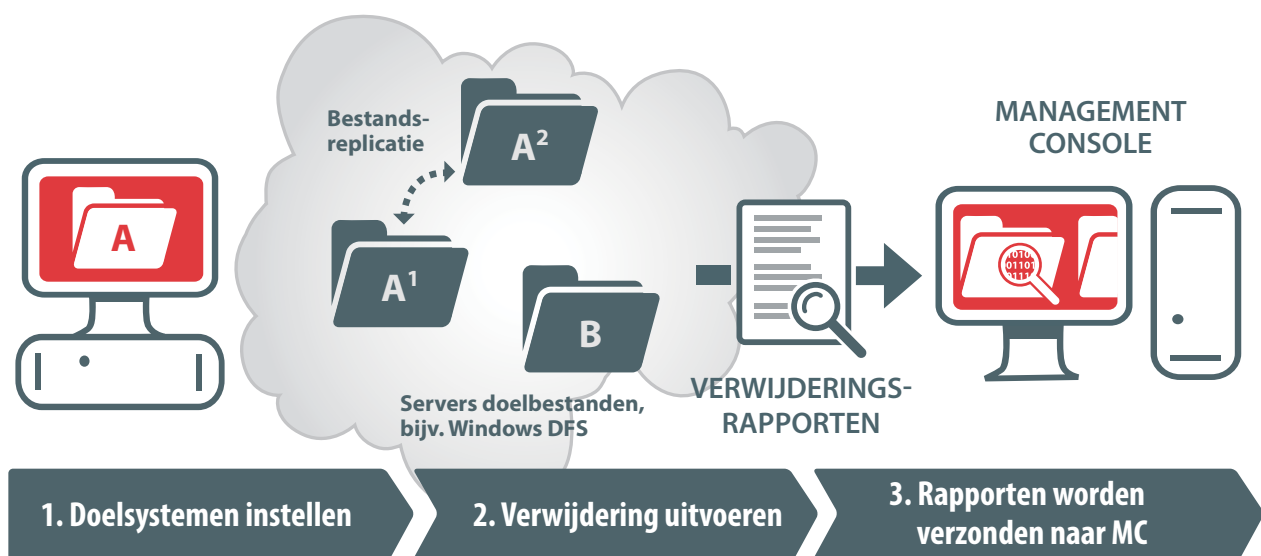 Bestands-
replicatie
A²
A
A¹
B
Servers doelbestanden,
bijv. Windows DFS
VERWIJDERINGS-
RAPPORTEN
MANAGEMENT
CONSOLE
1. Doelsystemen instellen
2. Verwijdering uitvoeren
3. Rapporten worden
verzonden naar MC